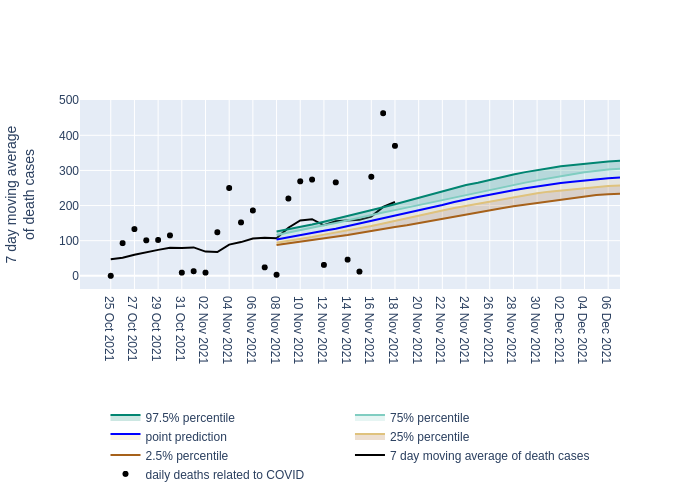 7 day moving average
of death cases
500
400
300
200
100
0
25 Oct 2021
27 Oct 2021
29 Oct 2021
31 Oct 2021
02 Nov 2021
04 Nov 2021
06 Nov 2021
08 Nov 2021
10 Nov 2021
12 Nov 2021
14 Nov 2021
16 Nov 2021
18 Nov 2021
20 Nov 2021
22 Nov 2021
24 Nov 2021
26 Nov 2021
28 Nov 2021
30 Nov 2021
02 Dec 2021
04 Dec 2021
06 Dec 2021
97.5% percentile
75% percentile
point prediction
25% percentile
2.5% percentile
7 day moving average of death cases
daily deaths related to COVID